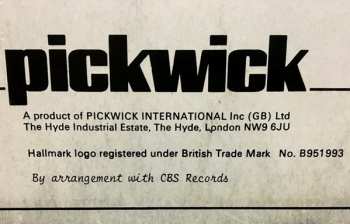 pickwick
A product of PICKWICK INTERNATIONAL Inc (GB) Ltd
The Hyde Industrial Estate, The Hyde, London NW9 6JU
Hallmark logo registered under British Trade Mark No. B951993
By arrangement with CBS Records